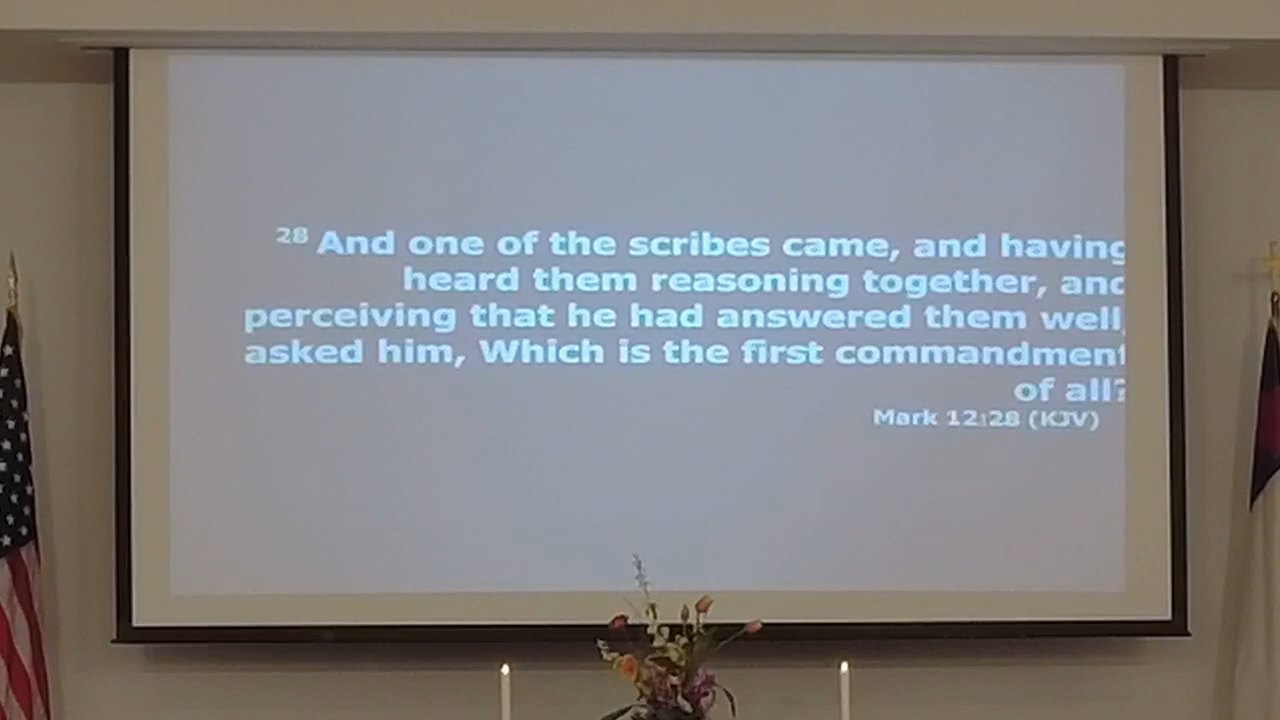 28 And one of the scribes came, and having
heard them reasoning together, and
perceiving that he had answered them well,
asked him, Which is the first commandment
of all?
Mark 12:28 (KJV)